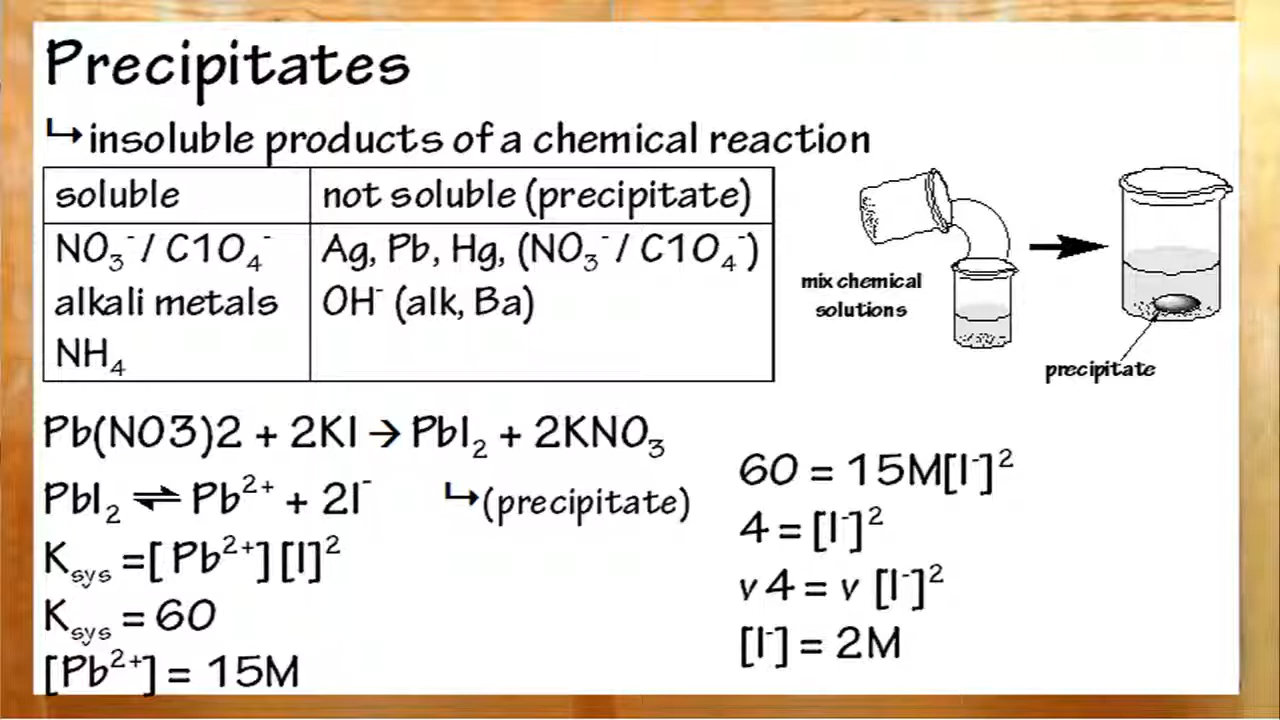 Precipitates
↳ insoluble products of a chemical reaction
soluble | not soluble (precipitate)
NO₃⁻ / C1O₄⁻ | Ag, Pb, Hg, (NO₃⁻ / C1O₄⁻)
alkali metals | OH⁻ (alk, Ba)
NH₄
mix chemical
solutions
precipitate
Pb(NO3)2 + 2KI → PbI₂ + 2KNO₃
PbI₂ ⇌ Pb²⁺ + 2I⁻
↳ (precipitate)
Ksys =[Pb²⁺][I]²
Ksys = 60
[Pb²⁺] = 15M
60 = 15M[I⁻]²
4 = [I⁻]²
v 4 = v [I⁻]²
[I⁻] = 2M